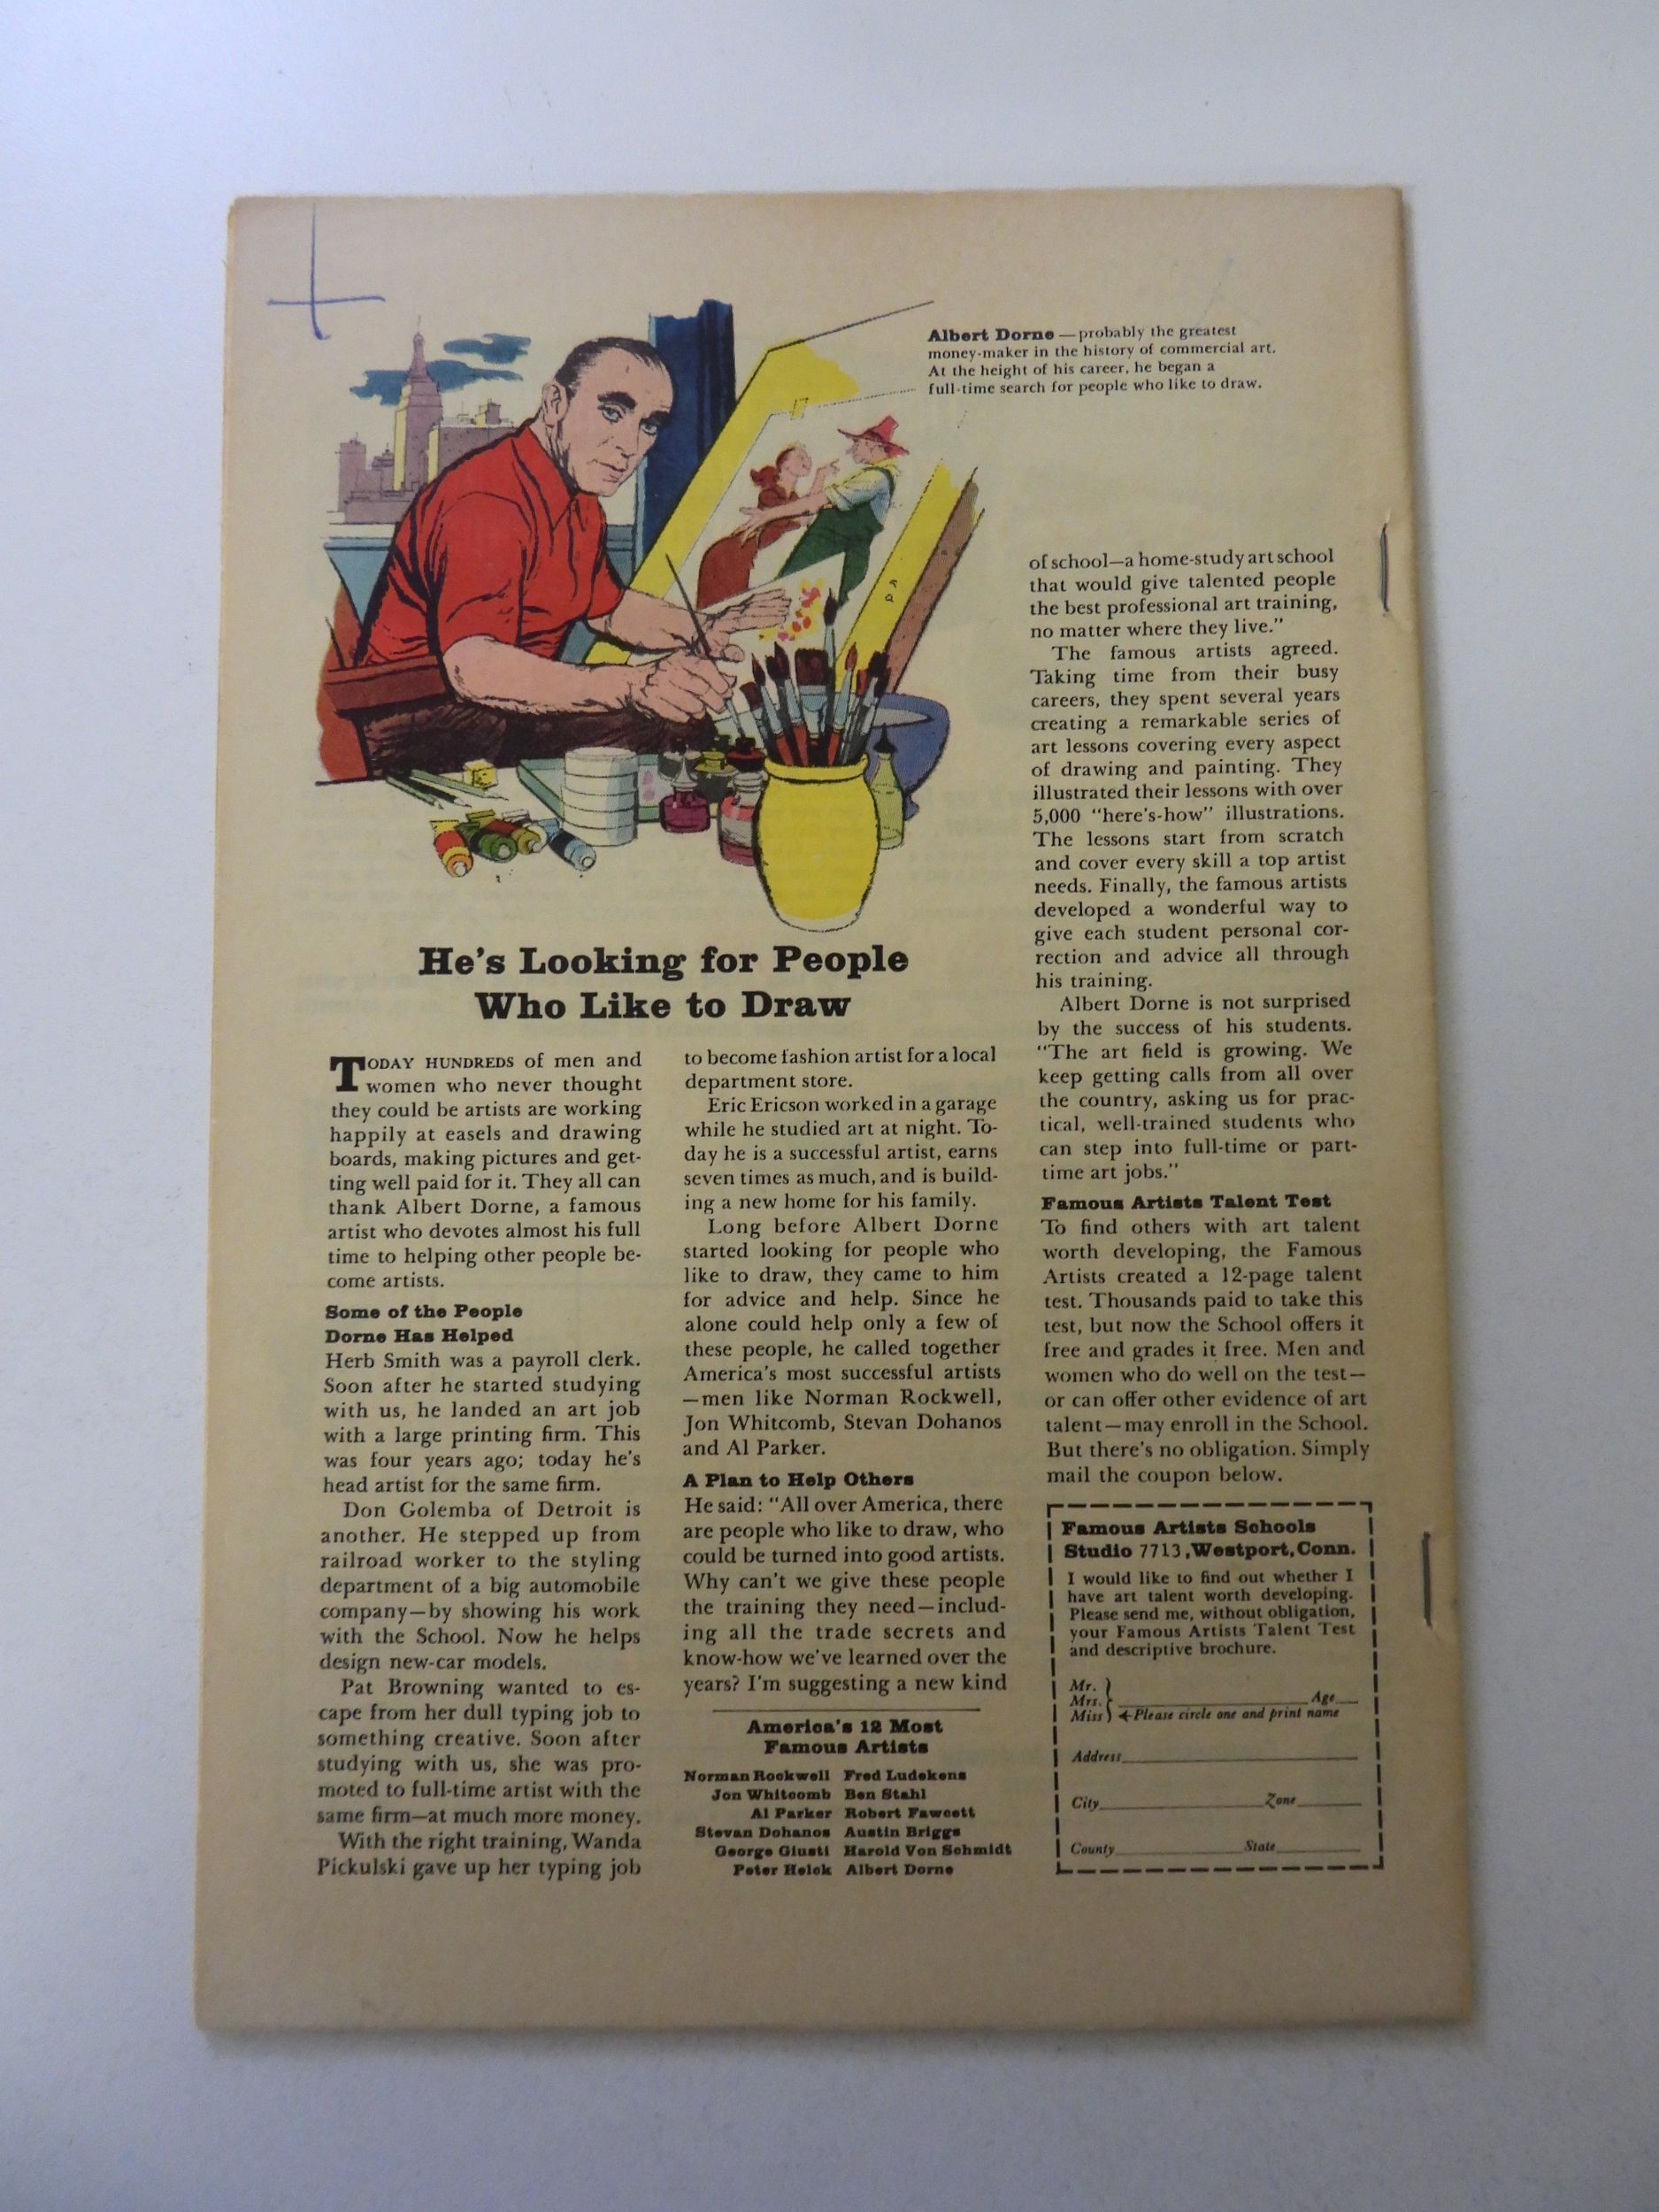 Albert Dorne — probably the greatest
money-maker in the history of commercial art.
At the height of his career, he began a
full-time search for people who like to draw.
He's Looking for People
Who Like to Draw
TODAY HUNDREDS of men and
women who never thought
they could be artists are working
happily at easels and drawing
boards, making pictures and get-
ting well paid for it. They all can
thank Albert Dorne, a famous
artist who devotes almost his full
time to helping other people be-
come artists.
Some of the People
Dorne Has Helped
Herb Smith was a payroll clerk.
Soon after he started studying
with us, he landed an art job
with a large printing firm. This
was four years ago; today he's
head artist for the same firm.
Don Golemba of Detroit is
another. He stepped up from
railroad worker to the styling
department of a big automobile
company—by showing his work
with the School. Now he helps
design new-car models.
Pat Browning wanted to es-
cape from her dull typing job to
something creative. Soon after
studying with us, she was pro-
moted to full-time artist with the
same firm—at much more money.
With the right training, Wanda
Pickulski gave up her typing job
to become fashion artist for a local
department store.
Eric Ericson worked in a garage
while he studied art at night. To-
day he is a successful artist, earns
seven times as much, and is build-
ing a new home for his family.
Long before Albert Dorne
started looking for people who
like to draw, they came to him
for advice and help. Since he
alone could help only a few of
these people, he called together
America's most successful artists
—men like Norman Rockwell,
Jon Whitcomb, Stevan Dohanos
and Al Parker.
A Plan to Help Others
He said: "All over America, there
are people who like to draw, who
could be turned into good artists.
Why can't we give these people
the training they need—includ-
ing all the trade secrets and
know-how we've learned over the
years? I'm suggesting a new kind
America's 12 Most
Famous Artists
Norman Rockwell Fred Ludekens
Jon Whitcomb Ben Stahl
Al Parker Robert Fawcett
Stevan Dohanos Austin Briggs
George Giusti Harold Von Schmidt
Peter Helck Albert Dorne
of school—a home-study art school
that would give talented people
the best professional art training,
no matter where they live."
The famous artists agreed.
Taking time from their busy
careers, they spent several years
creating a remarkable series of
art lessons covering every aspect
of drawing and painting. They
illustrated their lessons with over
5,000 "here's-how" illustrations.
The lessons start from scratch
and cover every skill a top artist
needs. Finally, the famous artists
developed a wonderful way to
give each student personal cor-
rection and advice all through
his training.
Albert Dorne is not surprised
by the success of his students.
"The art field is growing. We
keep getting calls from all over
the country, asking us for prac-
tical, well-trained students who
can step into full-time or part-
time art jobs."
Famous Artists Talent Test
To find others with art talent
worth developing, the Famous
Artists created a 12-page talent
test. Thousands paid to take this
test, but now the School offers it
free and grades it free. Men and
women who do well on the test—
or can offer other evidence of art
talent—may enroll in the School.
But there's no obligation. Simply
mail the coupon below.
Famous Artists Schools
Studio 7713, Westport, Conn.
I would like to find out whether I
have art talent worth developing.
Please send me, without obligation,
your Famous Artists Talent Test
and descriptive brochure.
Mr.
Mrs. Age
Miss Please circle one and print name
Address
City Zone
County State